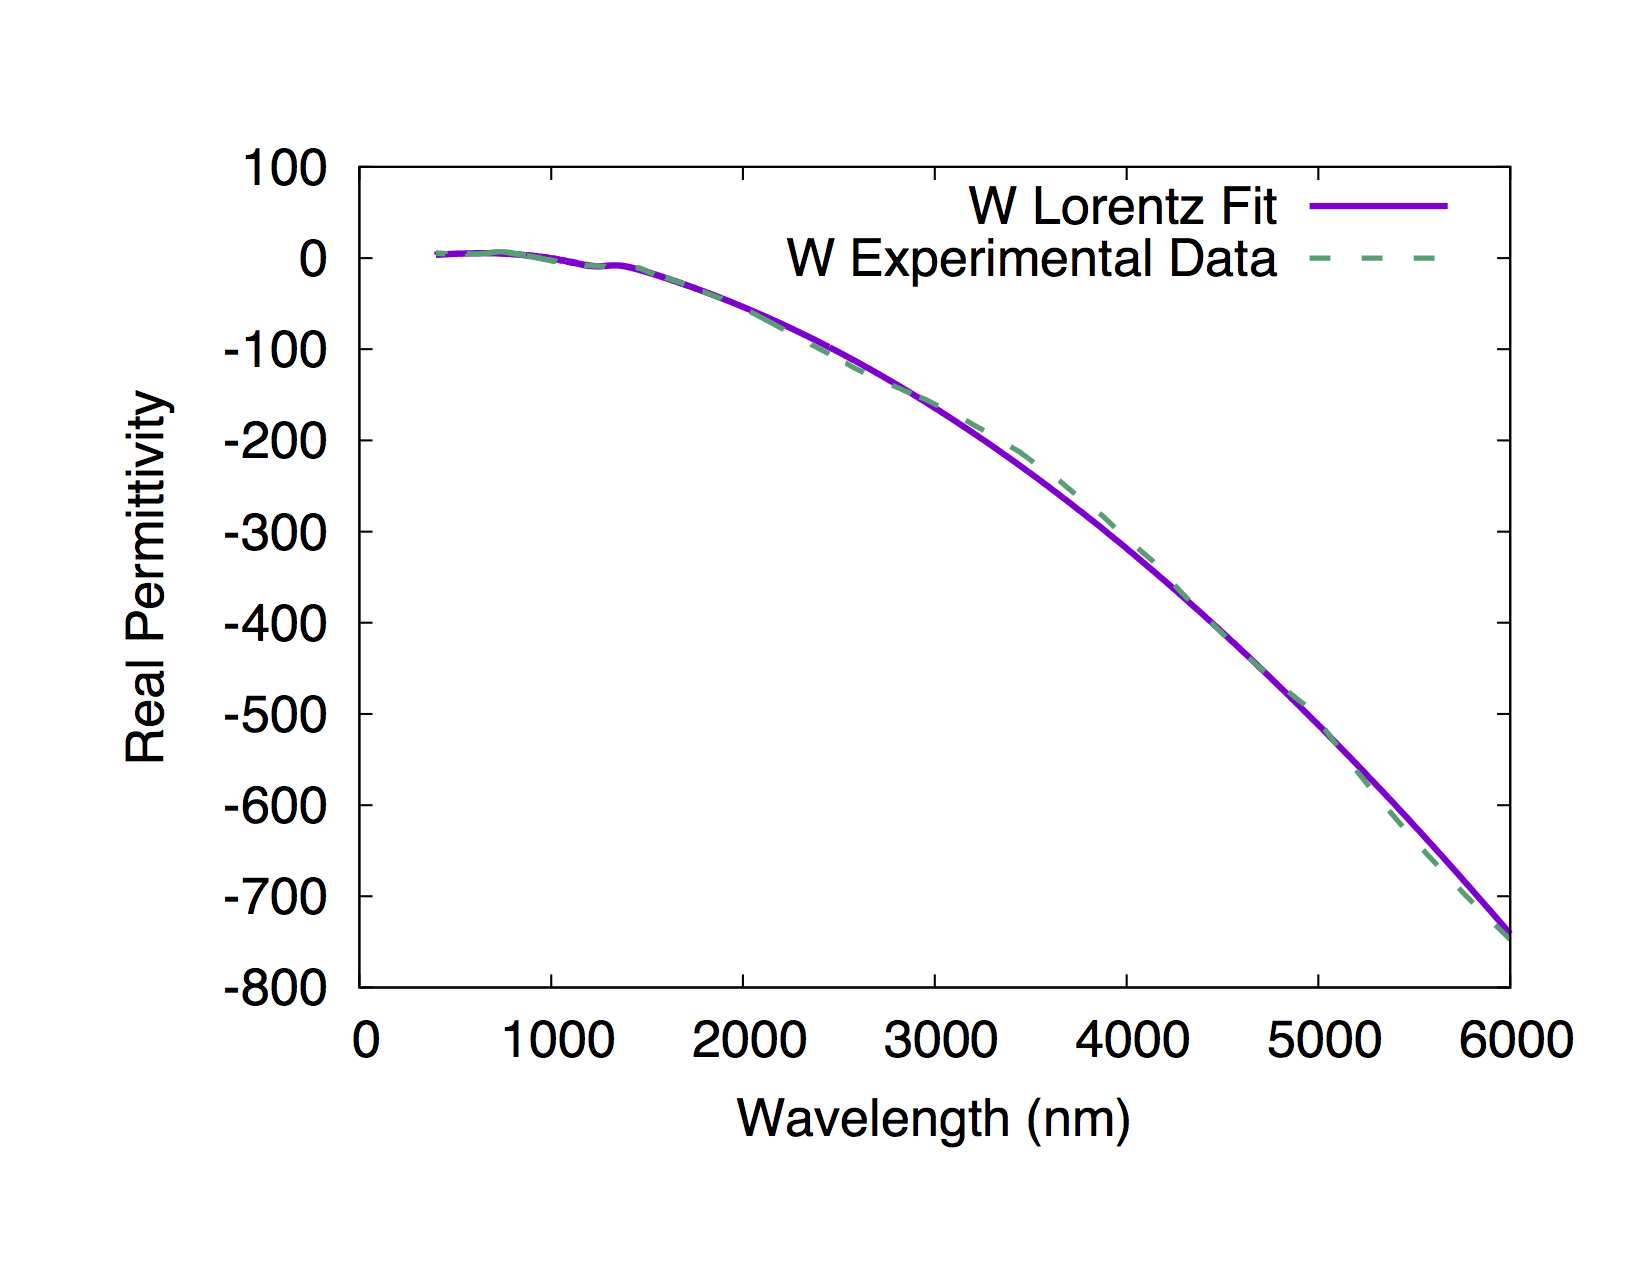 100
0
-100
-200
-300
-400
-500
-600
-700
-800
0 1000 2000 3000 4000 5000 6000
Real Permittivity
Wavelength (nm)
W Lorentz Fit
W Experimental Data